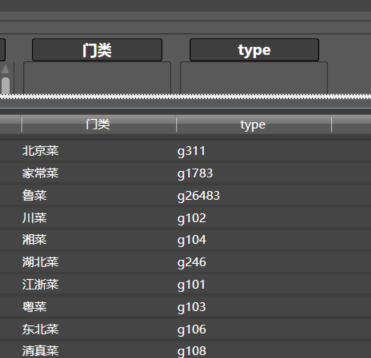 门类 type
门类 type
北京菜 g311
家常菜 g1783
鲁菜 g26483
川菜 g102
湘菜 g104
湖北菜 g246
江浙菜 g101
粤菜 g103
东北菜 g106
清真菜 g108